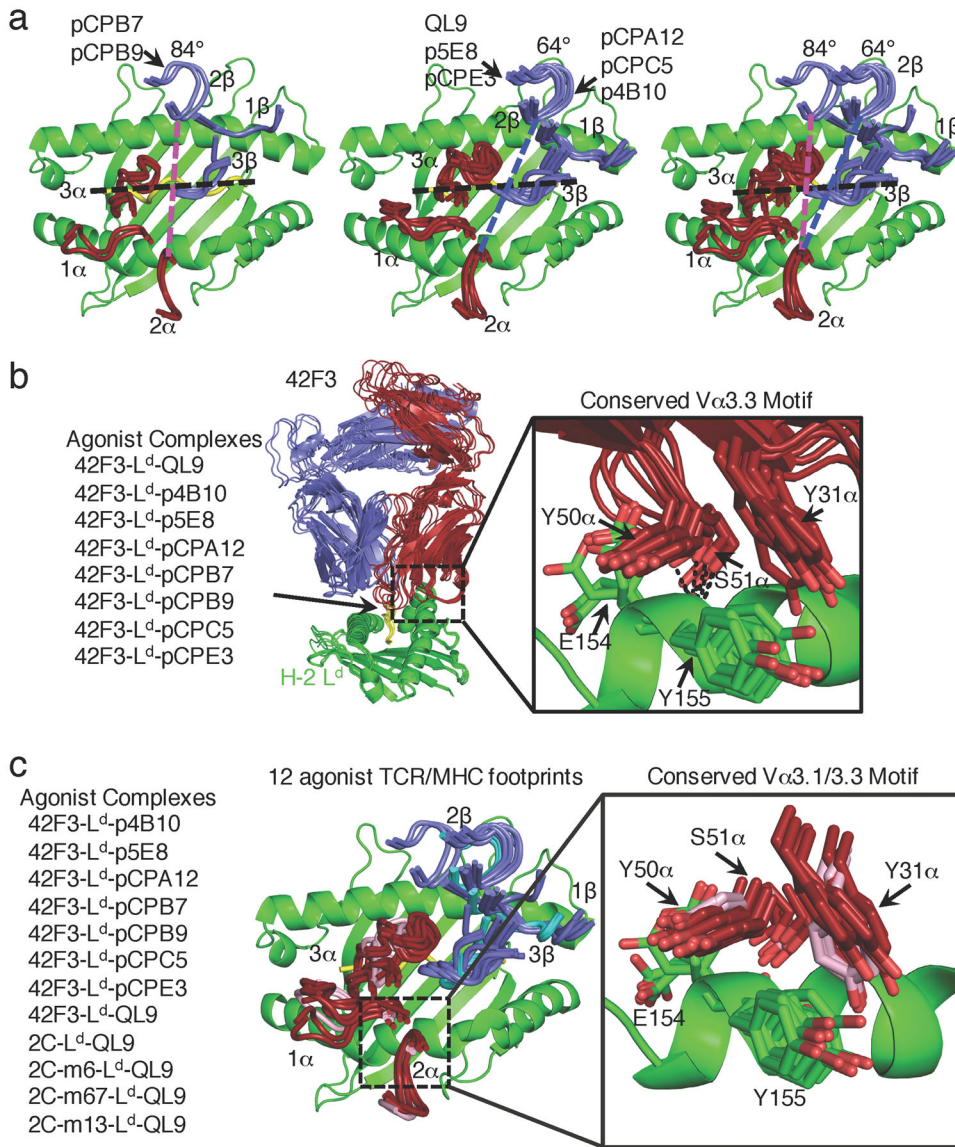 a
pCPB7
pCPB9
84°
2β
1β
3β
3α
1α
2α
QL9
p5E8
pCPE3
64°
pCPA12
pCPC5
p4B10
2β
1β
3α
3β
1α
2α
84° 64°
2β
1β
3α
3β
1α
2α
b
Agonist Complexes
42F3-Lᵈ-QL9
42F3-Lᵈ-p4B10
42F3-Lᵈ-p5E8
42F3-Lᵈ-pCPA12
42F3-Lᵈ-pCPB7
42F3-Lᵈ-pCPB9
42F3-Lᵈ-pCPC5
42F3-Lᵈ-pCPE3
42F3
H-2 Lᵈ
Conserved Vα3.3 Motif
Y50α
Y31α
S51α
E154
Y155
c
Agonist Complexes
42F3-Lᵈ-p4B10
42F3-Lᵈ-p5E8
42F3-Lᵈ-pCPA12
42F3-Lᵈ-pCPB7
42F3-Lᵈ-pCPB9
42F3-Lᵈ-pCPC5
42F3-Lᵈ-pCPE3
42F3-Lᵈ-QL9
2C-Lᵈ-QL9
2C-m6-Lᵈ-QL9
2C-m67-Lᵈ-QL9
2C-m13-Lᵈ-QL9
12 agonist TCR/MHC footprints
2β
1β
3α
3β
1α
2α
Conserved Vα3.1/3.3 Motif
S51α
Y50α
Y31α
E154
Y155